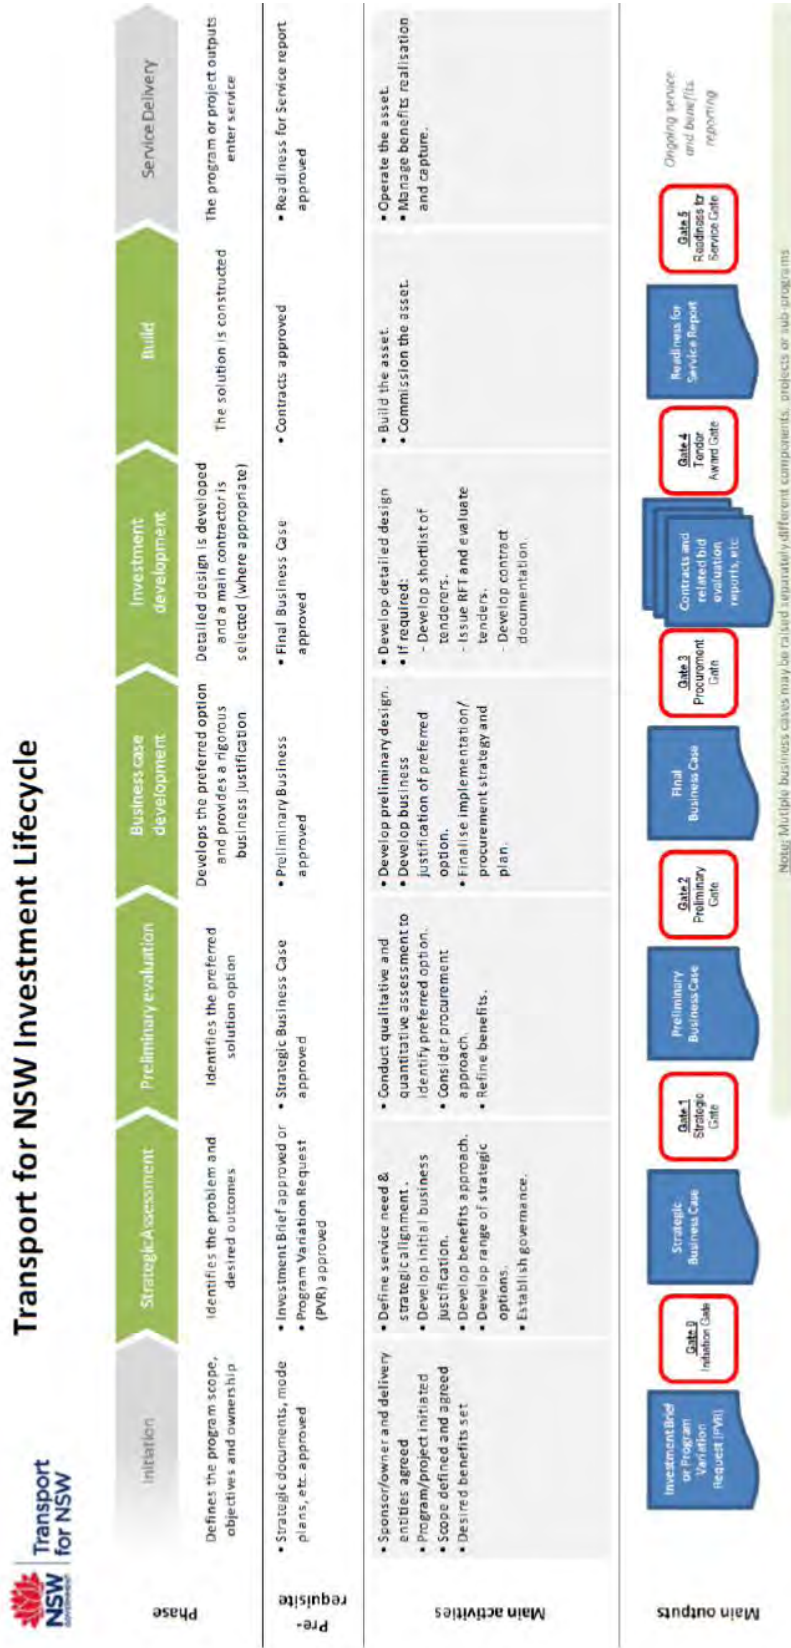 Transport for NSW Investment Lifecycle
NSW
GOVERNMENT
Transport
for NSW
Phase
Initiation
Strategic Assessment
Preliminary evaluation
Business case
development
Investment
development
Build
Service Delivery
Defines the program scope,
objectives and ownership
Identifies the problem and
desired outcomes
Identifies the preferred
solution option
Develops the preferred option
and provides a rigorous
business justification
Detailed design is developed
and a main contractor is
selected (where appropriate)
The solution is constructed
The program or project outputs
enter service
Pre-
requisite
• Strategic documents, mode
plans, etc. approved
• Investment Brief approved or
• Program Variation Request
(PVR) approved
• Strategic Business Case
approved
• Preliminary Business
approved
• Final Business Case
approved
• Contracts approved
• Readiness for Service report
approved
Main activities
• Sponsor/owner and delivery
entities agreed
• Program/project initiated
• Scope defined and agreed
• Desired benefits set
• Define service need &
strategic alignment.
• Develop initial business
justification.
• Develop benefits approach.
• Develop range of strategic
options.
• Establish governance.
• Conduct qualitative and
quantitative assessment to
identify preferred option.
• Consider procurement
approach.
• Refine benefits.
• Develop preliminary design.
• Develop business
justification of preferred
option.
• Finalise implementation/
procurement strategy and
plan.
• Develop detailed design
• If required:
- Develop shortlist of
tenderers.
- Issue RFT and evaluate
tenders.
- Develop contract
documentation.
• Build the asset.
• Commission the asset.
• Operate the asset.
• Manage benefits realisation
and capture.
Main outputs
Investment Brief
or Program
Variation
Request (PVR)
Gate 0
Initiation Gate
Strategic
Business Case
Gate 1
Strategic
Gate
Preliminary
Business Case
Gate 2
Preliminary
Gate
Final
Business Case
Gate 3
Procurement
Gate
Contracts and
related bid
evaluation
reports, etc
Gate 4
Tender
Award Gate
Readiness for
Service Report
Gate 5
Readiness for
Service Gate
Ongoing service
and benefits
reporting
Note: Mutiple business cases may be raised separately different components, projects or sub-programs